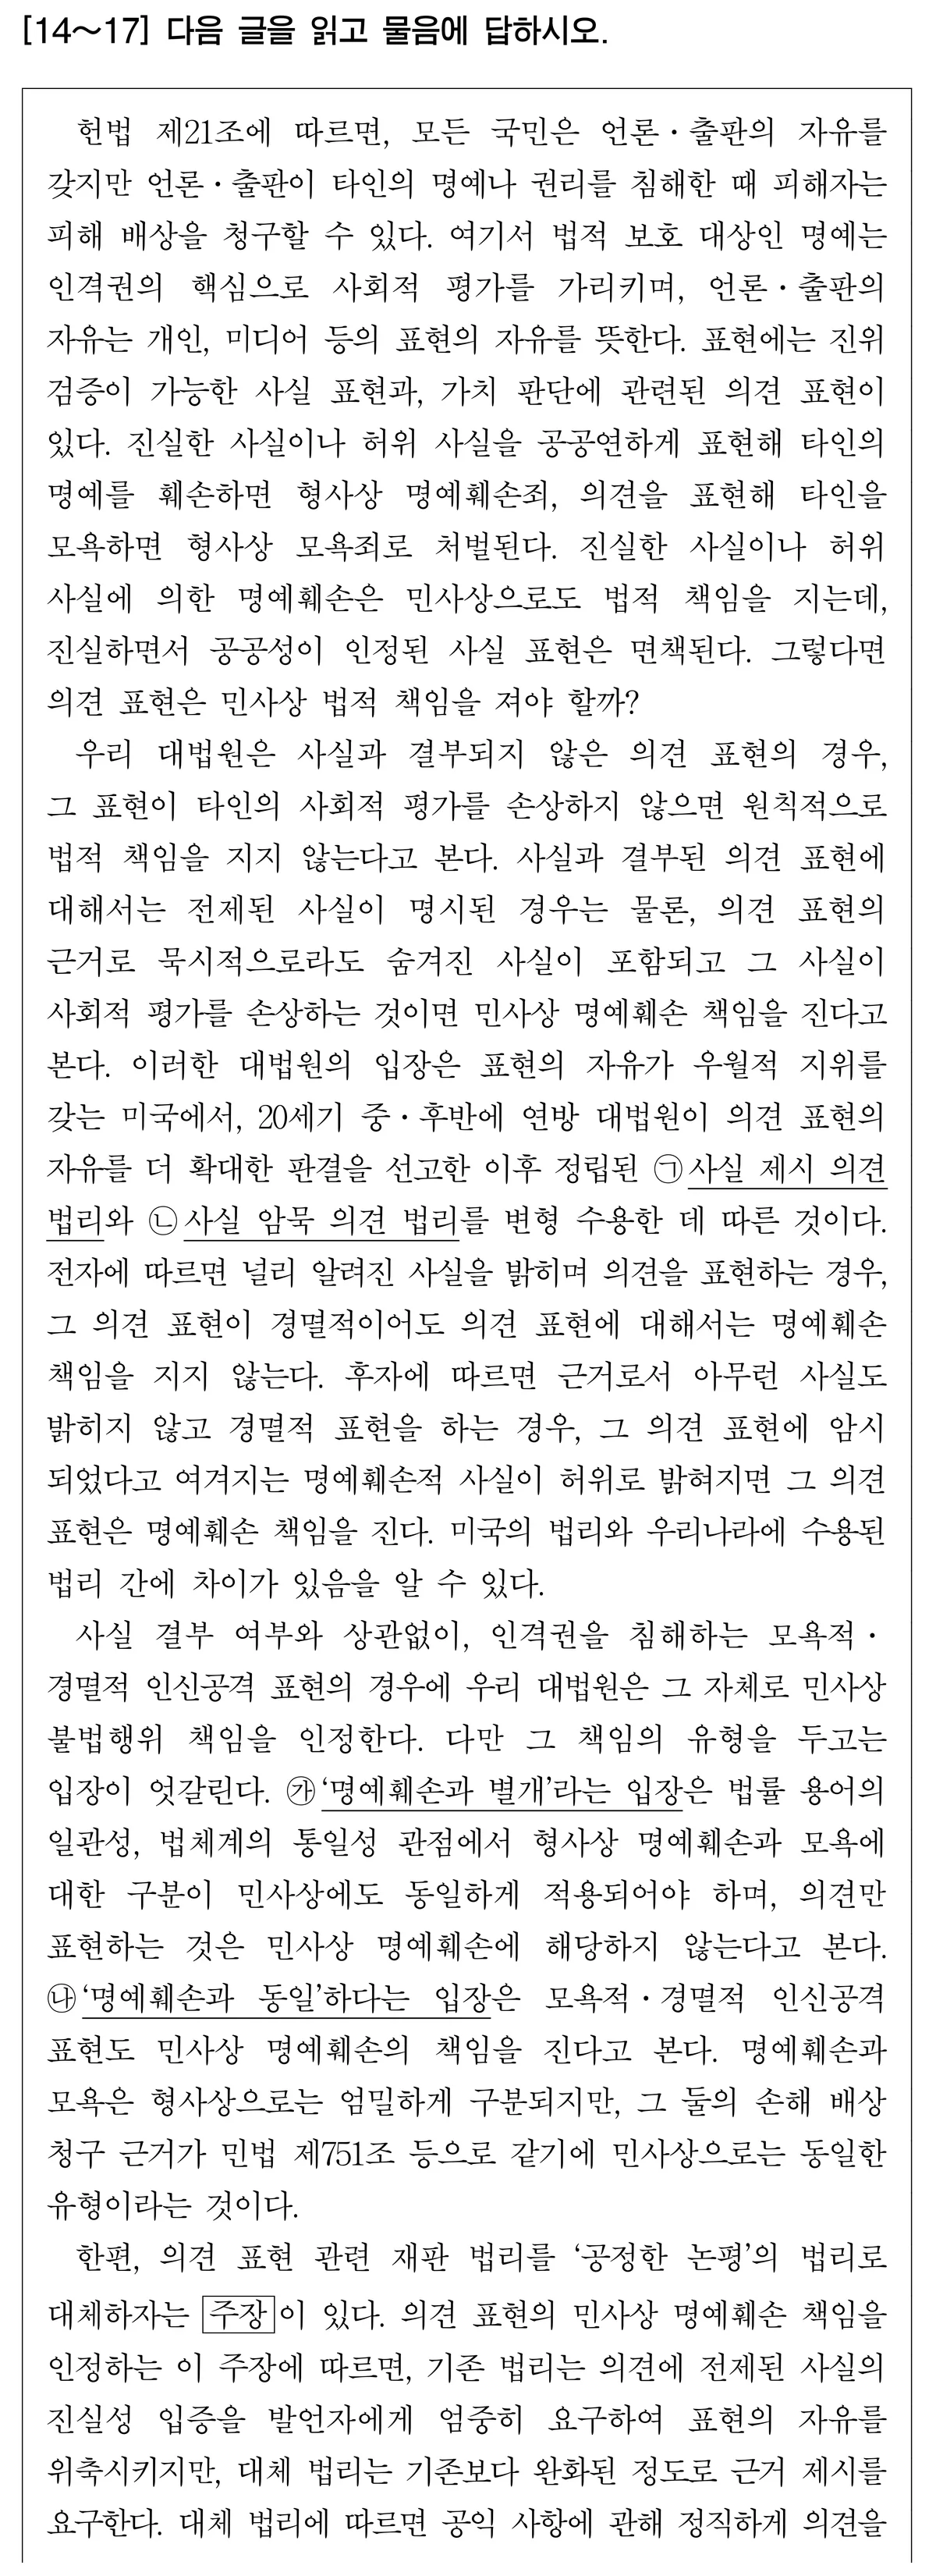 [14~17] 다음 글을 읽고 물음에 답하시오.
헌법 제21조에 따르면, 모든 국민은 언론·출판의 자유를
갖지만 언론·출판이 타인의 명예나 권리를 침해한 때 피해자는
피해 배상을 청구할 수 있다. 여기서 법적 보호 대상인 명예는
인격권의 핵심으로 사회적 평가를 가리키며, 언론·출판의
자유는 개인, 미디어 등의 표현의 자유를 뜻한다. 표현에는 진위
검증이 가능한 사실 표현과, 가치 판단에 관련된 의견 표현이
있다. 진실한 사실이나 허위 사실을 공공연하게 표현해 타인의
명예를 훼손하면 형사상 명예훼손죄, 의견을 표현해 타인을
모욕하면 형사상 모욕죄로 처벌된다. 진실한 사실이나 허위
사실에 의한 명예훼손은 민사상으로도 법적 책임을 지는데,
진실하면서 공공성이 인정된 사실 표현은 면책된다. 그렇다면
의견 표현은 민사상 법적 책임을 져야 할까?
우리 대법원은 사실과 결부되지 않은 의견 표현의 경우,
그 표현이 타인의 사회적 평가를 손상하지 않으면 원칙적으로
법적 책임을 지지 않는다고 본다. 사실과 결부된 의견 표현에
대해서는 전제된 사실이 명시된 경우는 물론, 의견 표현의
근거로 묵시적으로라도 숨겨진 사실이 포함되고 그 사실이
사회적 평가를 손상하는 것이면 민사상 명예훼손 책임을 진다고
본다. 이러한 대법원의 입장은 표현의 자유가 우월적 지위를
갖는 미국에서, 20세기 중·후반에 연방 대법원이 의견 표현의
자유를 더 확대한 판결을 선고한 이후 정립된 ㉠사실 제시 의견
법리와 ㉡사실 암묵 의견 법리를 변형 수용한 데 따른 것이다.
전자에 따르면 널리 알려진 사실을 밝히며 의견을 표현하는 경우,
그 의견 표현이 경멸적이어도 의견 표현에 대해서는 명예훼손
책임을 지지 않는다. 후자에 따르면 근거로서 아무런 사실도
밝히지 않고 경멸적 표현을 하는 경우, 그 의견 표현에 암시
되었다고 여겨지는 명예훼손적 사실이 허위로 밝혀지면 그 의견
표현은 명예훼손 책임을 진다. 미국의 법리와 우리나라에 수용된
법리 간에 차이가 있음을 알 수 있다.
사실 결부 여부와 상관없이, 인격권을 침해하는 모욕적·
경멸적 인신공격 표현의 경우에 우리 대법원은 그 자체로 민사상
불법행위 책임을 인정한다. 다만 그 책임의 유형을 두고는
입장이 엇갈린다. ㉮'명예훼손과 별개'라는 입장은 법률 용어의
일관성, 법체계의 통일성 관점에서 형사상 명예훼손과 모욕에
대한 구분이 민사상에도 동일하게 적용되어야 하며, 의견만
표현하는 것은 민사상 명예훼손에 해당하지 않는다고 본다.
㉯'명예훼손과 동일'하다는 입장은 모욕적·경멸적 인신공격
표현도 민사상 명예훼손의 책임을 진다고 본다. 명예훼손과
모욕은 형사상으로는 엄밀하게 구분되지만, 그 둘의 손해 배상
청구 근거가 민법 제751조 등으로 같기에 민사상으로는 동일한
유형이라는 것이다.
한편, 의견 표현 관련 재판 법리를 '공정한 논평'의 법리로
대체하자는 주장이 있다. 의견 표현의 민사상 명예훼손 책임을
인정하는 이 주장에 따르면, 기존 법리는 의견에 전제된 사실의
진실성 입증을 발언자에게 엄중히 요구하여 표현의 자유를
위축시키지만, 대체 법리는 기존보다 완화된 정도로 근거 제시를
요구한다. 대체 법리에 따르면 공익 사항에 관해 정직하게 의견을